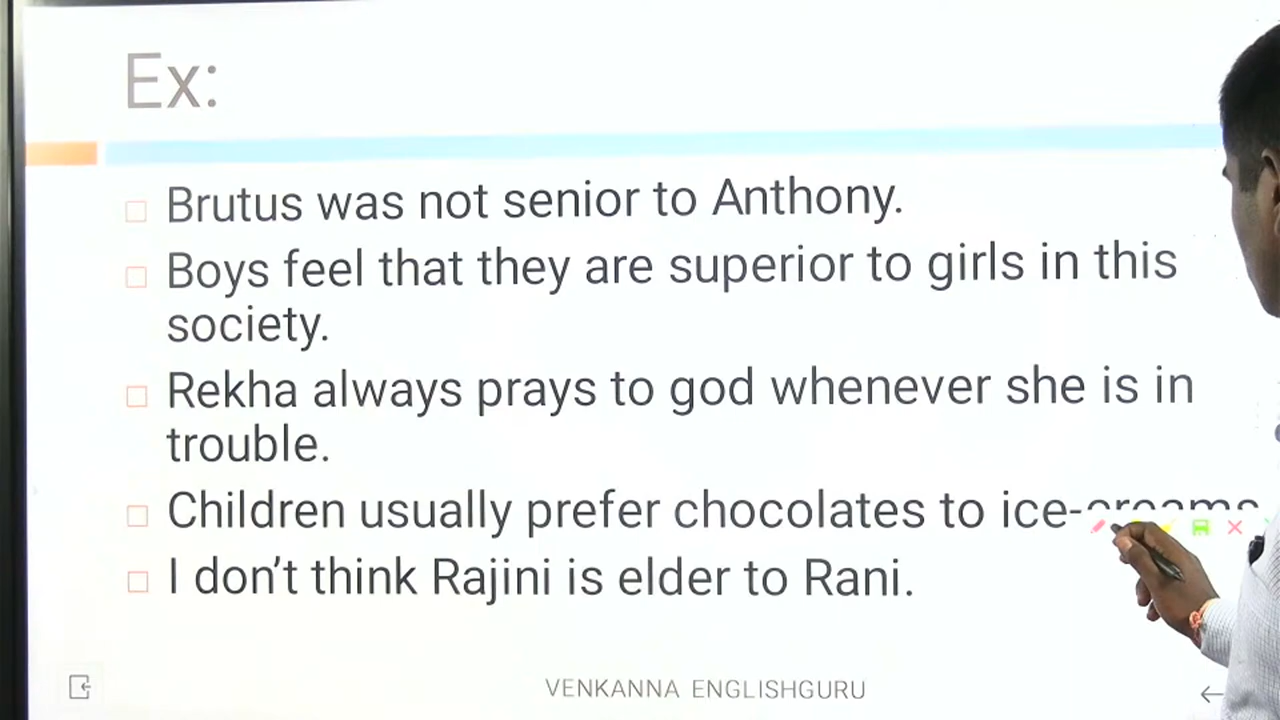 Ex:
Brutus was not senior to Anthony.
Boys feel that they are superior to girls in this
society.
Rekha always prays to god whenever she is in
trouble.
Children usually prefer chocolates to ice-creams
I don't think Rajini is elder to Rani.
VENKANNA ENGLISHGURU